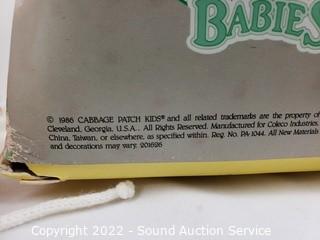 BABIES
© 1986 CABBAGE PATCH KIDS® and all related trademarks are the property of
Cleveland, Georgia, U.S.A.. All Rights Reserved. Manufactured for Coleco Industries,
China, Taiwan, or elsewhere, as specified within. Reg. No. PA-1044. All New Materials
and decorations may vary. 201626
Copyright 2022 - Sound Auction Service